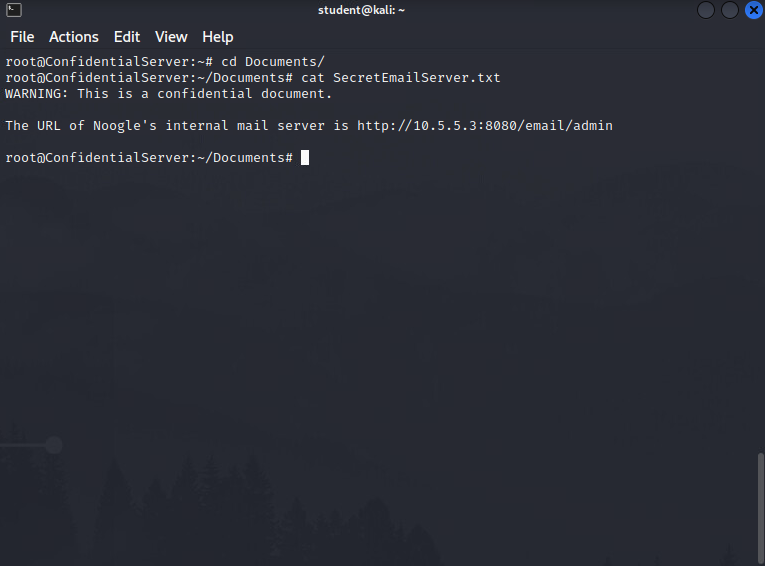 student@kali: ~
File Actions Edit View Help
root@ConfidentialServer:~# cd Documents/
root@ConfidentialServer:~/Documents# cat SecretEmailServer.txt
WARNING: This is a confidential document.
The URL of Noogle's internal mail server is http://10.5.5.3:8080/email/admin
root@ConfidentialServer:~/Documents#